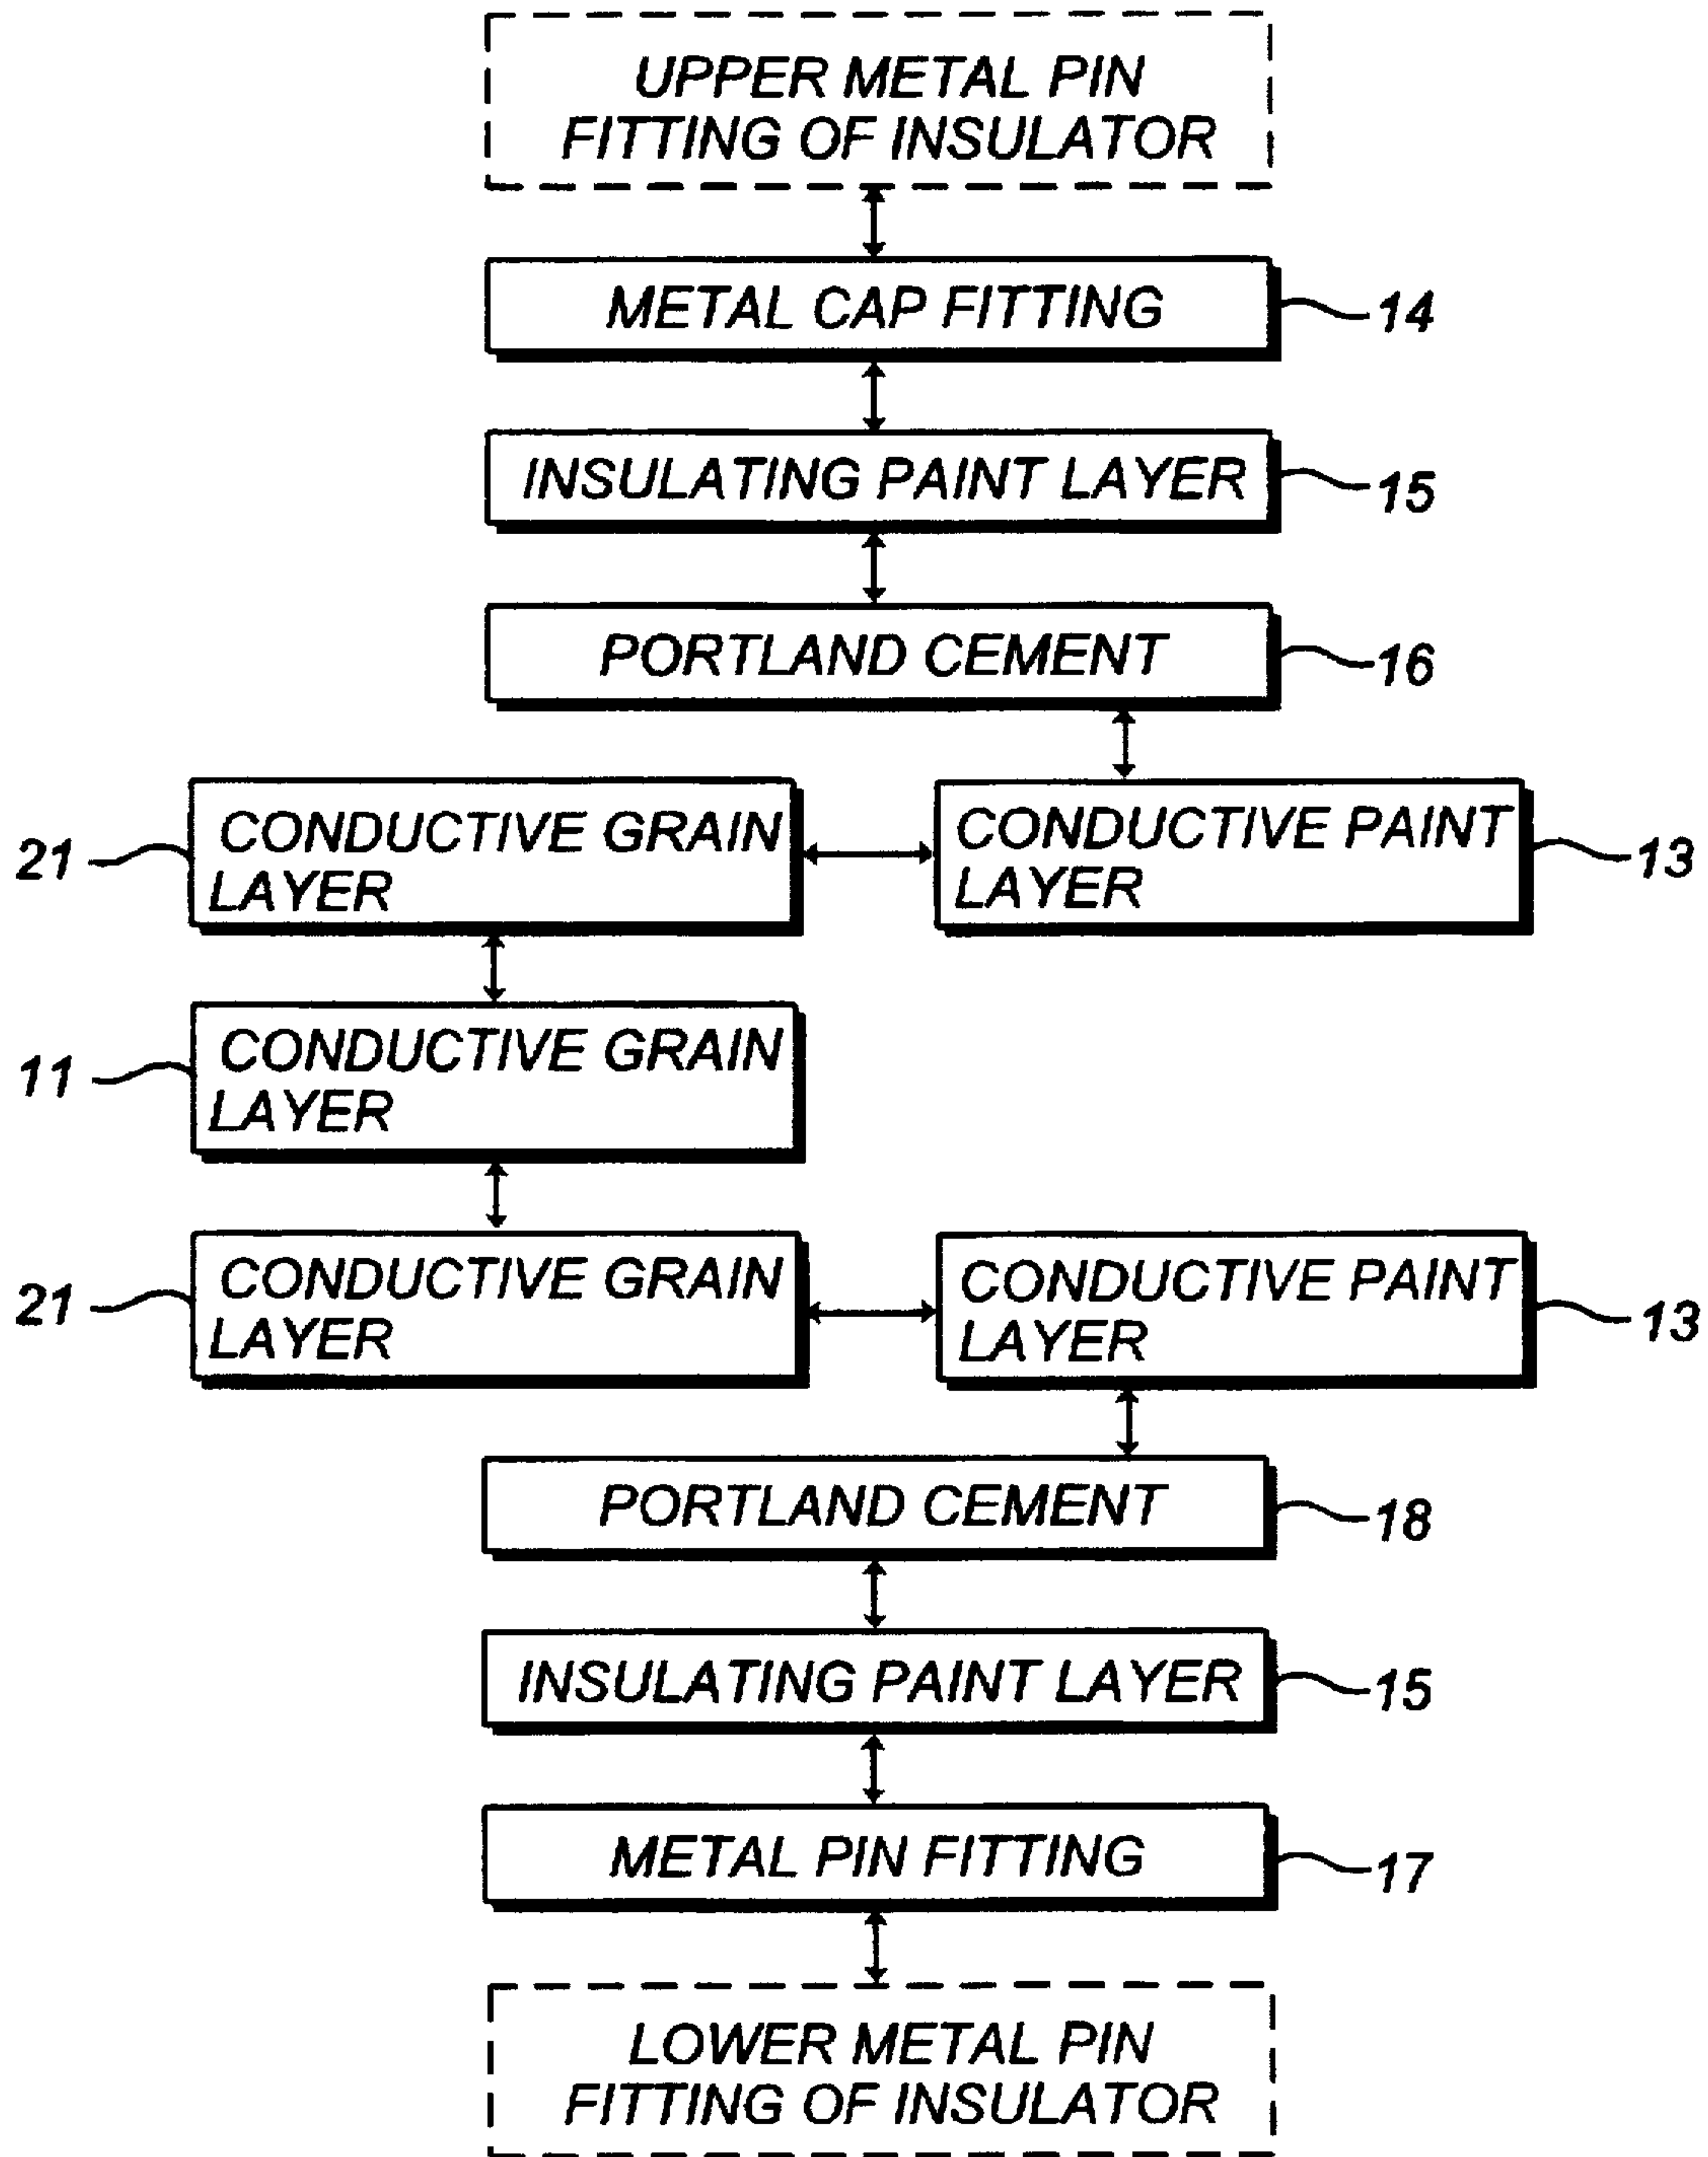 UPPER METAL PIN
FITTING OF INSULATOR
METAL CAP FITTING
14
INSULATING PAINT LAYER
15
PORTLAND CEMENT
16
21
CONDUCTIVE GRAIN
LAYER
CONDUCTIVE PAINT
LAYER
13
11
CONDUCTIVE GRAIN
LAYER
21
CONDUCTIVE GRAIN
LAYER
CONDUCTIVE PAINT
LAYER
13
PORTLAND CEMENT
18
INSULATING PAINT LAYER
15
METAL PIN FITTING
17
LOWER METAL PIN
FITTING OF INSULATOR